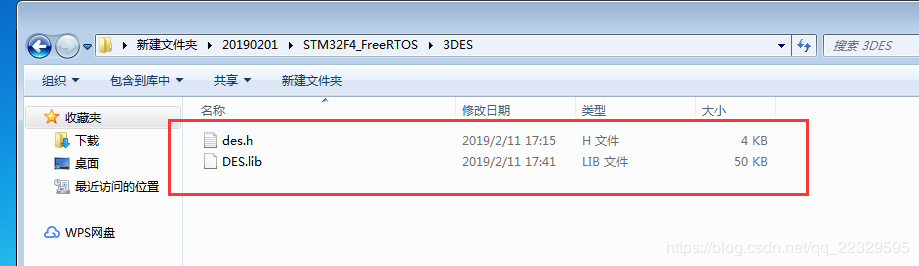 新建文件夹 20190201 STM32F4_FreeRTOS 3DES 搜索 3DES
组织 包含到库中 共享 新建文件夹
收藏夹 名称 修改日期 类型 大小
下载 des.h 2019/2/11 17:15 H 文件 4 KB
桌面 DES.lib 2019/2/11 17:41 LIB 文件 50 KB
最近访问的位置
WPS网盘
https://blog.csdn.net/qq_22329595